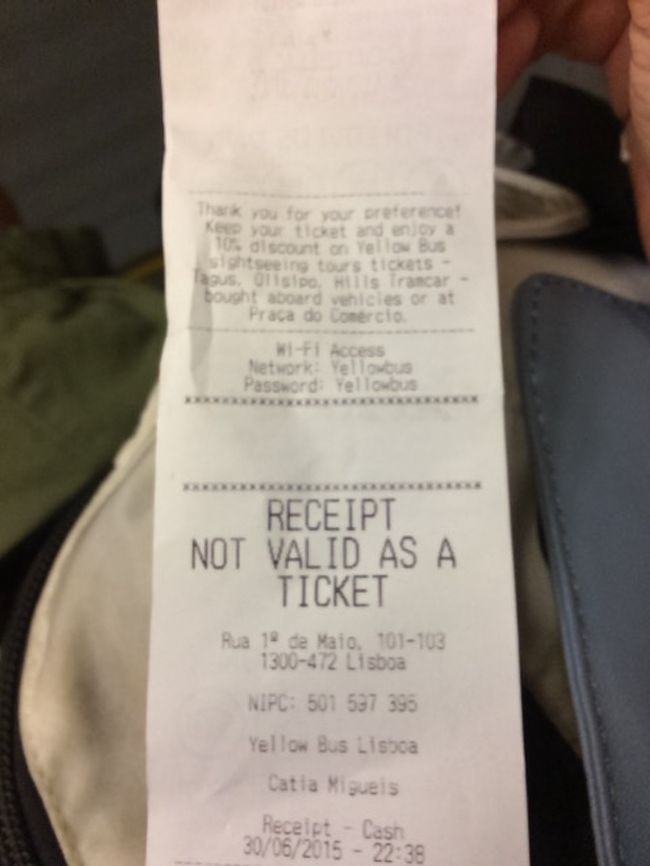 Thank you for your preference!
Keep your ticket and enjoy a
10% discount on Yellow Bus
sightseeing tours tickets -
Tagus, Olisipo, Hills Tramcar -
bought aboard vehicles or at
Praça do Comércio.
Wi-Fi Access
Network: Yellowbus
Password: Yellowbus
RECEIPT
NOT VALID AS A
TICKET
Rua 1º de Maio, 101-103
1300-472 Lisboa
NIPC: 501 597 395
Yellow Bus Lisboa
Catia Migueis
Receipt - Cash
30/06/2015 - 22:38